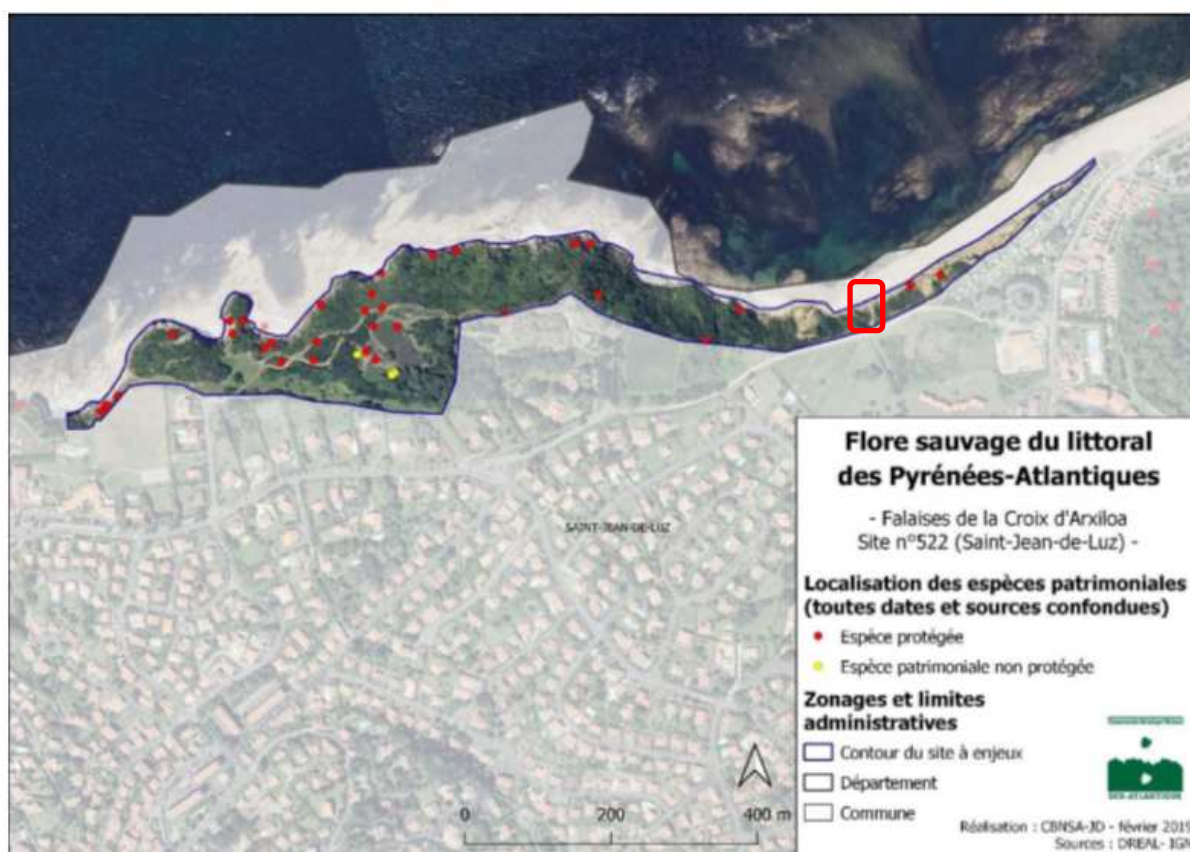 SAINT-JEAN-DE-LUZ
Flore sauvage du littoral
des Pyrénées-Atlantiques
- Falaises de la Croix d'Arxiloa
Site n°522 (Saint-Jean-de-Luz) -
Localisation des espèces patrimoniales
(toutes dates et sources confondues)
Espèce protégée
Espèce patrimoniale non protégée
Zonages et limites
administratives
Contour du site à enjeux
Département
Commune
0 200 400 m
SUD-ATLANTIQUE
Réalisation : CBNSA-JD - février 2019
Sources : DREAL- IGN